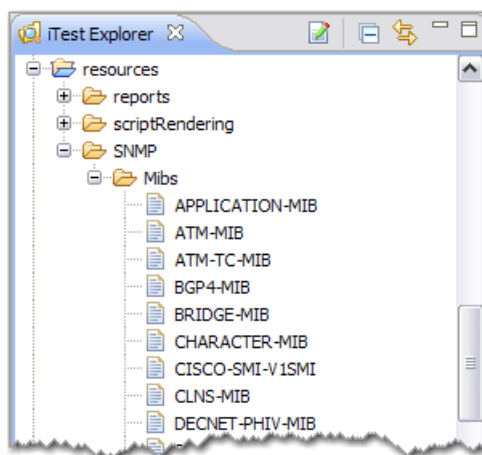 iTest Explorer
resources
reports
scriptRendering
SNMP
Mibs
APPLICATION-MIB
ATM-MIB
ATM-TC-MIB
BGP4-MIB
BRIDGE-MIB
CHARACTER-MIB
CISCO-SMI-V1SMI
CLNS-MIB
DECNET-PHIV-MIB